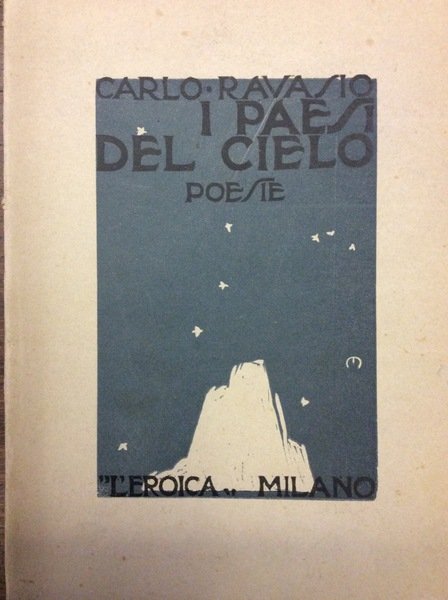 CARLO · RAVASIO
I PAESI
DEL CIELO
POESIE
"L'EROICA„ MILANO